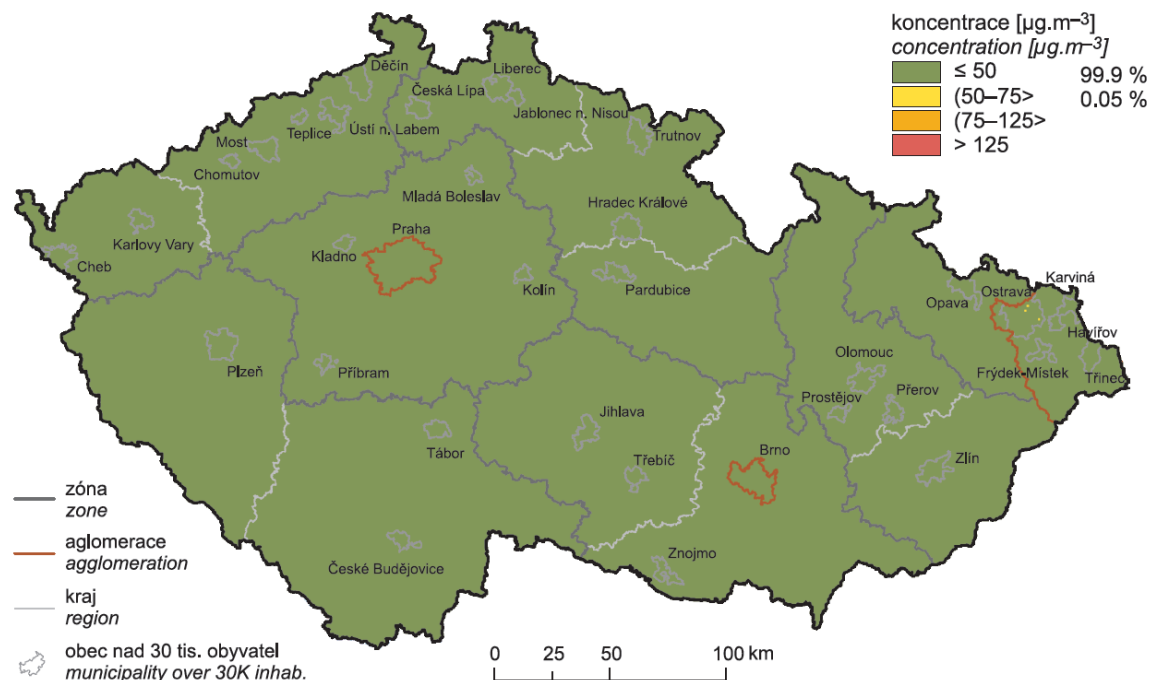 koncentrace [µg.m–3]
concentration [µg.m–3]
≤ 50 99.9 %
(50–75> 0.05 %
(75–125>
> 125
Děčín
Liberec
Česká Lípa
Jablonec n. Nisou
Teplice
Ústí n. Labem
Trutnov
Most
Chomutov
Mladá Boleslav
Hradec Králové
Karlovy Vary
Praha
Kladno
Cheb
Kolín
Pardubice
Karviná
Ostrava
Opava
Havířov
Plzeň
Příbram
Olomouc
Frýdek-Místek
Třinec
Prostějov
Přerov
Jihlava
Tábor
Třebíč
Brno
Zlín
Znojmo
České Budějovice
zóna
zone
aglomerace
agglomeration
kraj
region
obec nad 30 tis. obyvatel
municipality over 30K inhab.
0 25 50 100 km